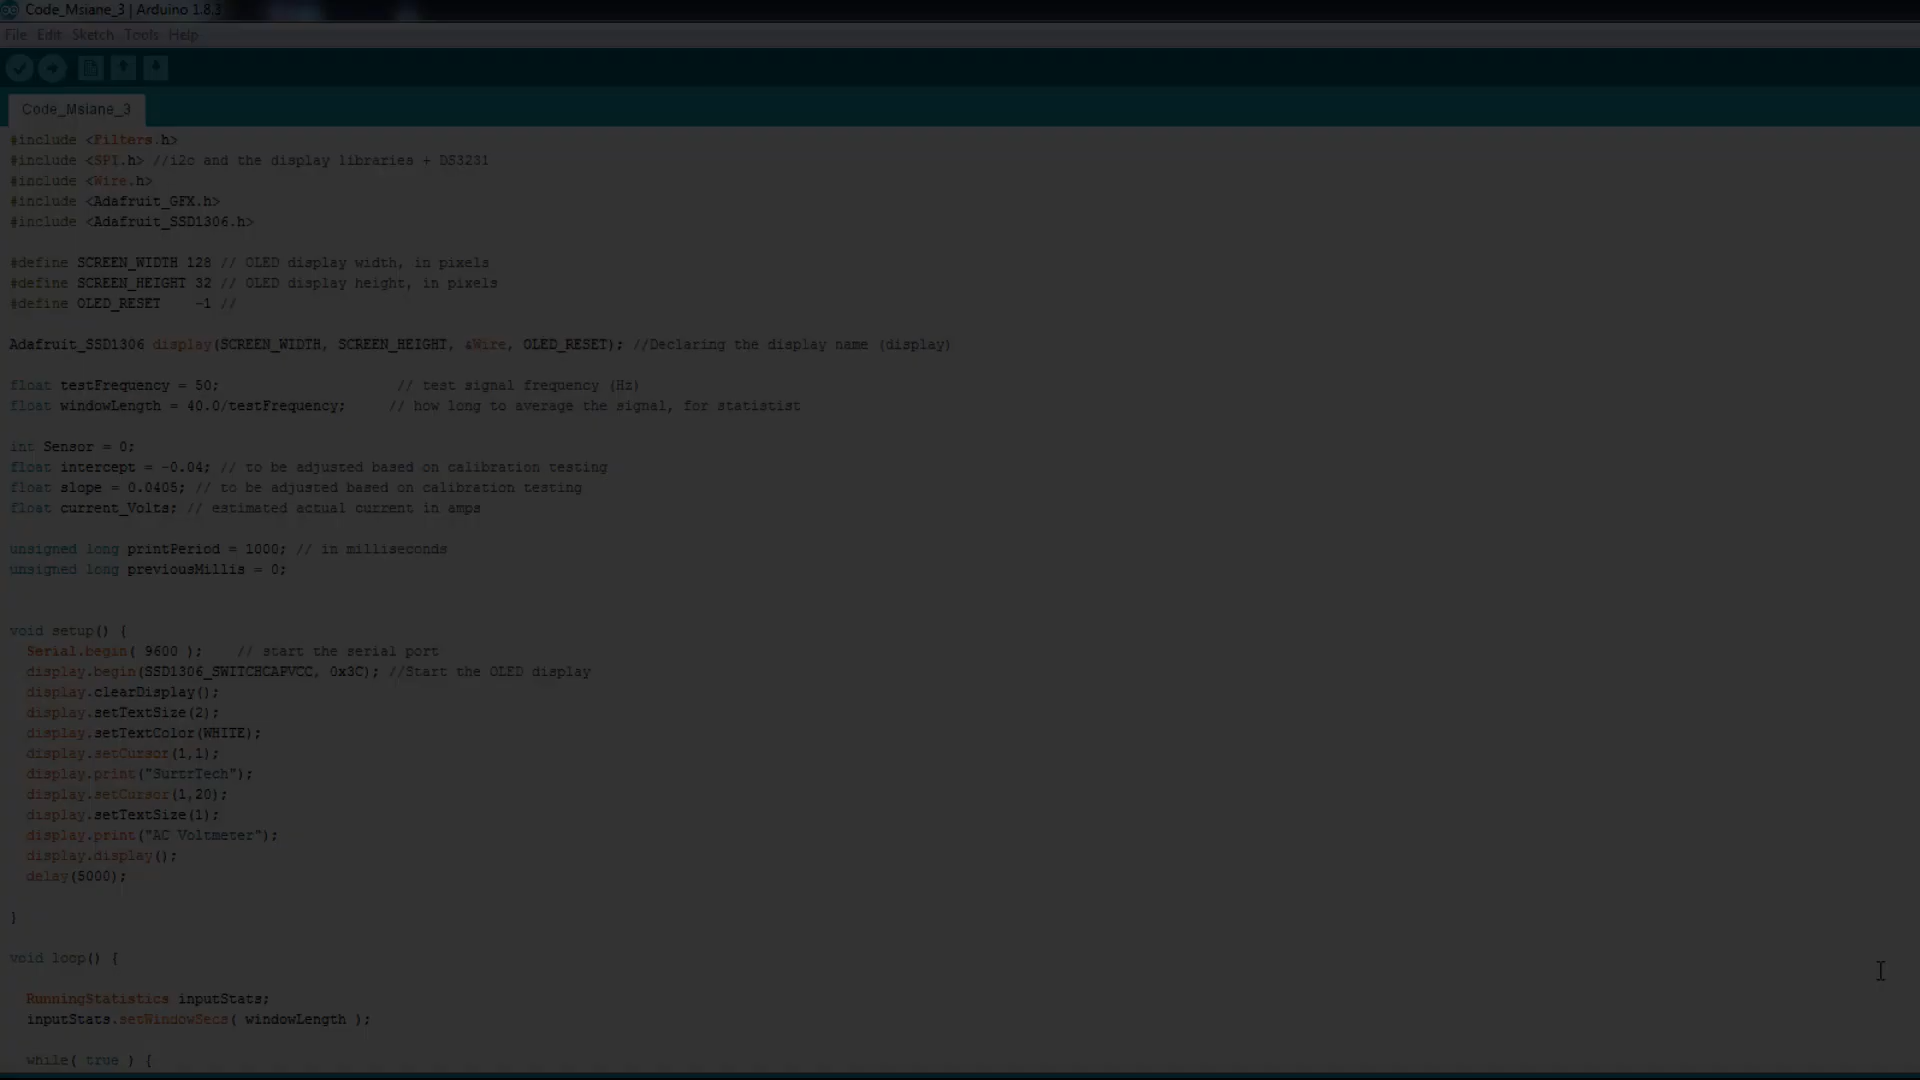 Code_Msiane_3 | Arduino 1.8.3
File Edit Sketch Tools Help
Code_Msiane_3
#include <Filters.h>
#include <SPI.h> //i2c and the display libraries + DS3231
#include <Wire.h>
#include <Adafruit_GFX.h>
#include <Adafruit_SSD1306.h>
#define SCREEN_WIDTH 128 // OLED display width, in pixels
#define SCREEN_HEIGHT 32 // OLED display height, in pixels
#define OLED_RESET    -1 //
Adafruit_SSD1306 display(SCREEN_WIDTH, SCREEN_HEIGHT, &Wire, OLED_RESET); //Declaring the display name (display)
float testFrequency = 50;                     // test signal frequency (Hz)
float windowLength = 40.0/testFrequency;     // how long to average the signal, for statistist
int Sensor = 0;
float intercept = -0.04; // to be adjusted based on calibration testing
float slope = 0.0405; // to be adjusted based on calibration testing
float current_Volts; // estimated actual current in amps
unsigned long printPeriod = 1000; // in milliseconds
unsigned long previousMillis = 0;
void setup() {
  Serial.begin( 9600 );    // start the serial port
  display.begin(SSD1306_SWITCHCAPVCC, 0x3C); //Start the OLED display
  display.clearDisplay();
  display.setTextSize(2);
  display.setTextColor(WHITE);
  display.setCursor(1,1);
  display.print("SurtrTech");
  display.setCursor(1,20);
  display.setTextSize(1);
  display.print("AC Voltmeter");
  display.display();
  delay(5000);
}
void loop() {
  RunningStatistics inputStats;
  inputStats.setWindowSecs( windowLength );
  while( true ) {